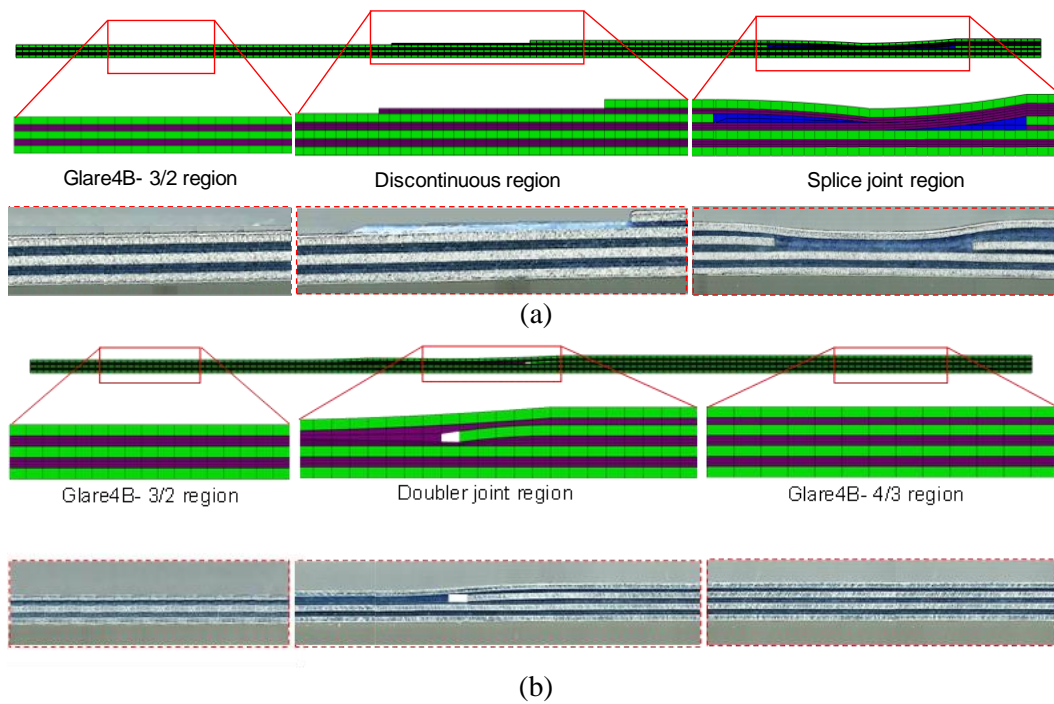 Glare4B- 3/2 region
Discontinuous region
Splice joint region
(a)
Glare4B- 3/2 region
Doubler joint region
Glare4B- 4/3 region
(b)